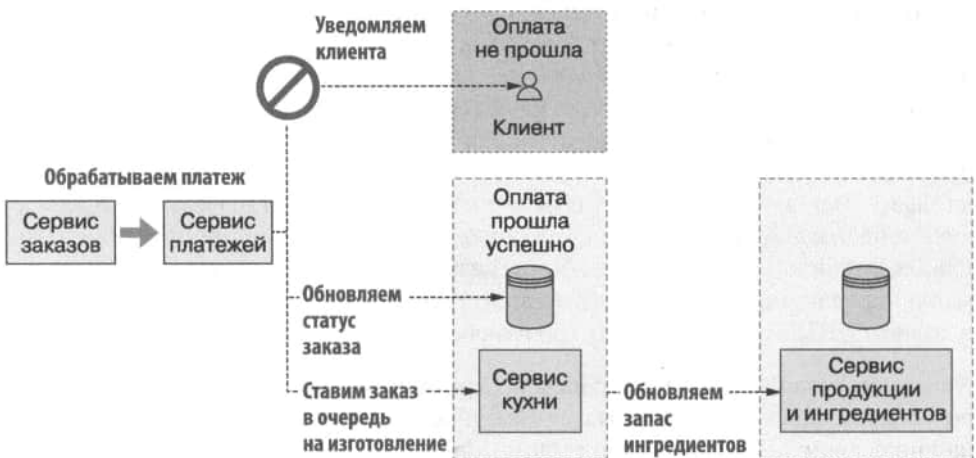 Уведомляем
клиента
Оплата
не прошла
Клиент
Обрабатываем платеж
Сервис
заказов
Сервис
платежей
Оплата
прошла
успешно
Обновляем
статус
заказа
Ставим заказ
в очередь
на изготовление
Сервис
кухни
Обновляем
запас
ингредиентов
Сервис
продукции
и ингредиентов